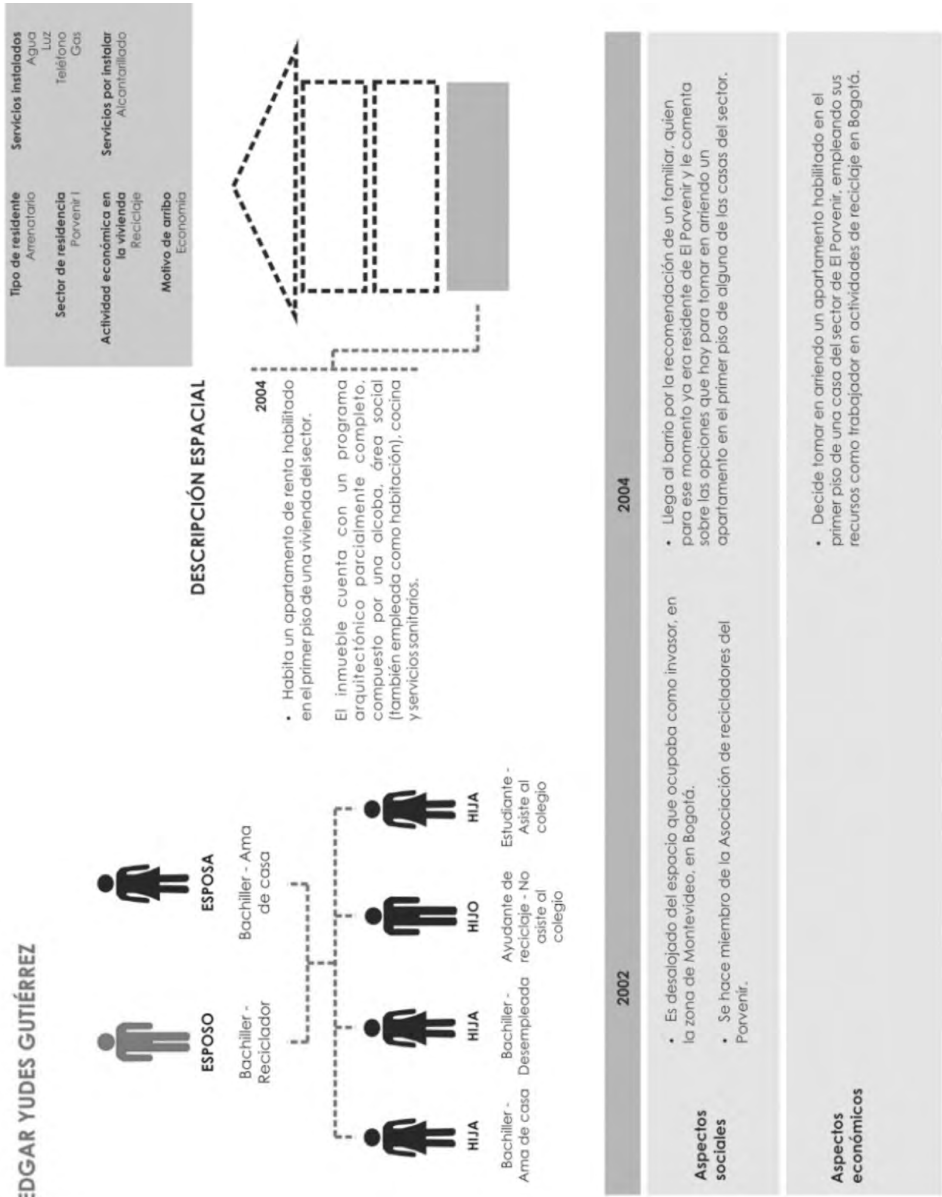 EDGAR YUDES GUTIÉRREZ
ESPOSO
Bachiller -
Reciclador
ESPOSA
Bachiller - Ama
de casa
HIJA
Bachiller -
Ama de casa
HIJA
Bachiller -
Desempleada
HIJO
Ayudante de
reciclaje - No
asiste al
colegio
HIJA
Estudiante -
Asiste al
colegio
DESCRIPCIÓN ESPACIAL
2004
• Habita un apartamento de renta habilitado
en el primer piso de una vivienda del sector.
El inmueble cuenta con un programa
arquitectónico parcialmente completo,
compuesto por una alcoba, área social
(también empleada como habitación), cocina
y servicios sanitarios.
Tipo de residente
Arrenatario
Sector de residencia
Porvenir I
Actividad económica en
la vivienda
Reciclaje
Motivo de arribo
Economía
Servicios instalados
Agua
Luz
Teléfono
Gas
Servicios por instalar
Alcantarillado
2002
2004
Aspectos
sociales
• Es desalojado del espacio que ocupaba como invasor, en
la zona de Montevideo, en Bogotá.
• Se hace miembro de la Asociación de recicladores del
Porvenir.
• Llega al barrio por la recomendación de un familiar, quien
para ese momento ya era residente de El Porvenir y le comenta
sobre las opciones que hay para tomar en arriendo un
apartamento en el primer piso de alguna de las casas del sector.
Aspectos
económicos
• Decide tomar en arriendo un apartamento habilitado en el
primer piso de una casa del sector de El Porvenir, empleando sus
recursos como trabajador en actividades de reciclaje en Bogotá.